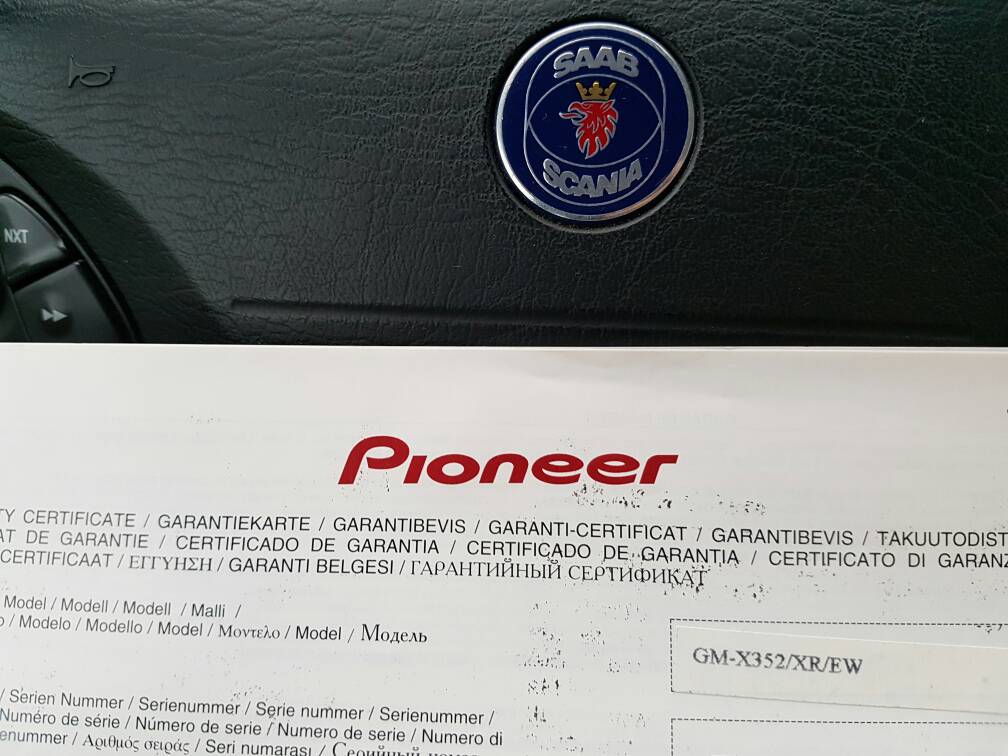 SAAB
SCANIA
NXT
Pioneer
TY CERTIFICATE / GARANTIEKARTE / GARANTIBEVIS / GARANTI-CERTIFICAT / GARANTIBEVIS / TAKUUTODIST
AT DE GARANTIE / CERTIFICADO DE GARANTIA / CERTIFICADO DE GARANTIA / CERTIFICATO DI GARANZ
CERTIFICAAT / ΕΓΓΥΗΣΗ / GARANTI BELGESI / ГАРАНТИЙНЫЙ СЕРТИФИКАТ
Model / Modell / Modell / Malli /
o / Modelo / Modello / Model / Μοντελο / Model / Модель
GM-X352/XR/EW
/ Serien Nummer / Serienummer / Serie nummer / Serienummer /
Numéro de série / Número de serie / Numero de serie / Numero di
enummer / Αριθμός σειράς / Seri numarası / Серийный